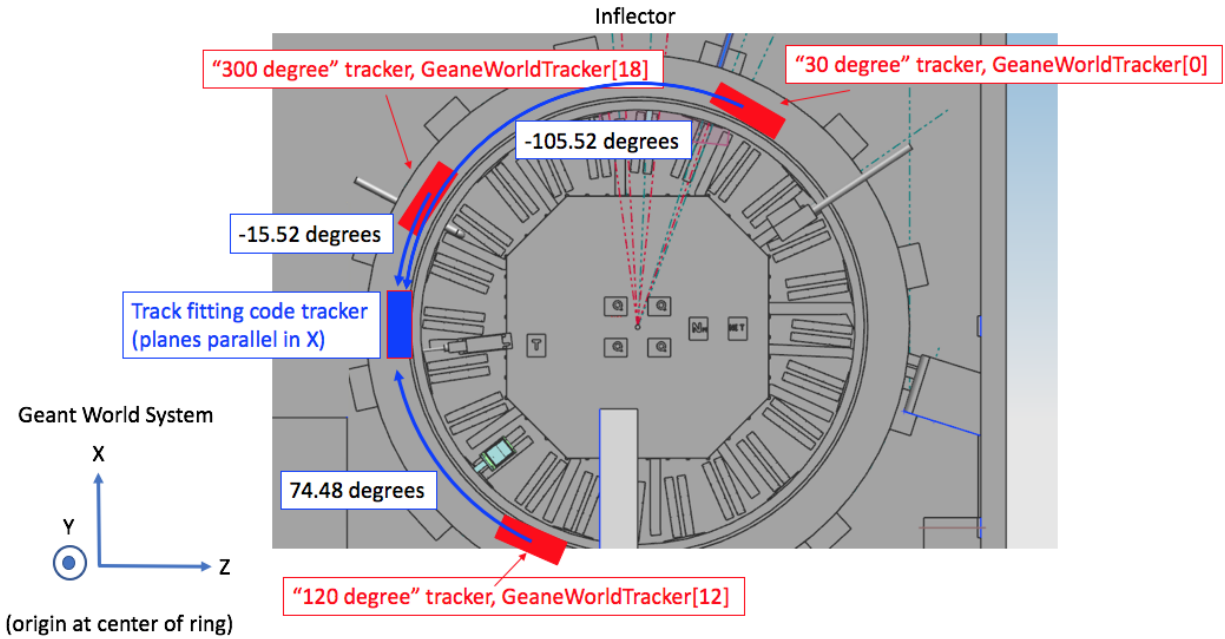 Inflector
“300 degree” tracker, GeaneWorldTracker[18]
“30 degree” tracker, GeaneWorldTracker[0]
-105.52 degrees
-15.52 degrees
Track fitting code tracker
(planes parallel in X)
Q
Q
T
Q
Q
Geant World System
X
Y
Z
74.48 degrees
“120 degree” tracker, GeaneWorldTracker[12]
(origin at center of ring)